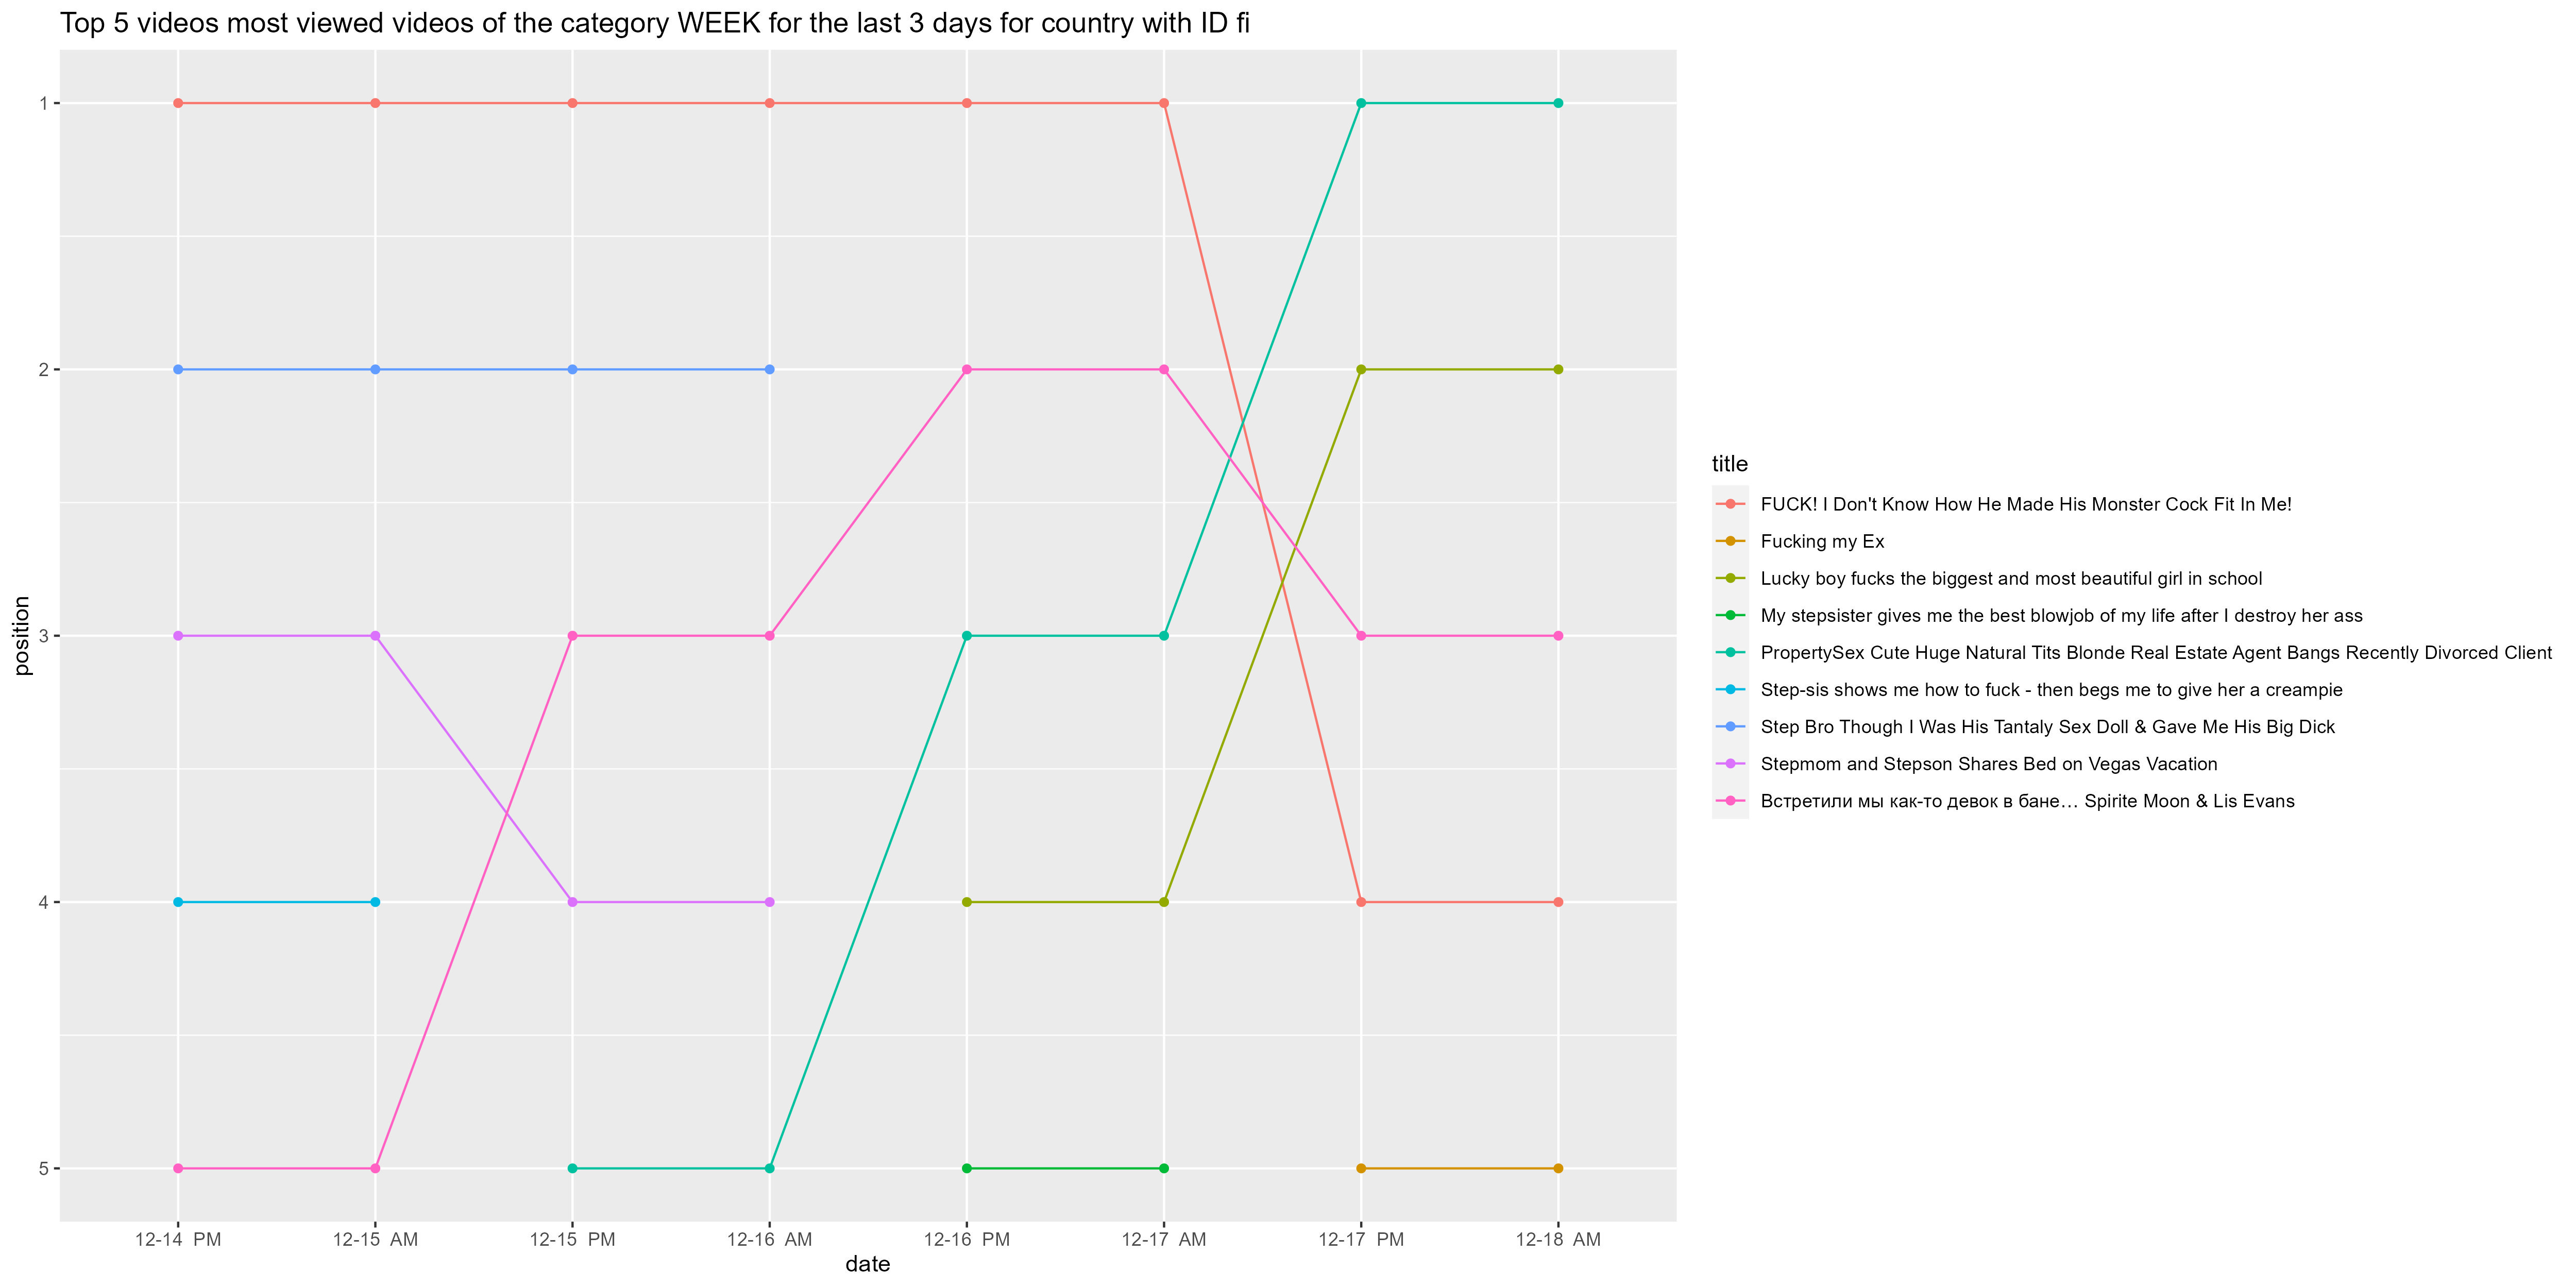 Top 5 videos most viewed videos of the category WEEK for the last 3 days for country with ID fi
position
1
2
3
4
5
12-14 PM
12-15 AM
12-15 PM
12-16 AM
12-16 PM
12-17 AM
12-17 PM
12-18 AM
date
title
FUCK! I Don't Know How He Made His Monster Cock Fit In Me!
Fucking my Ex
Lucky boy fucks the biggest and most beautiful girl in school
My stepsister gives me the best blowjob of my life after I destroy her ass
PropertySex Cute Huge Natural Tits Blonde Real Estate Agent Bangs Recently Divorced Client
Step-sis shows me how to fuck - then begs me to give her a creampie
Step Bro Though I Was His Tantaly Sex Doll & Gave Me His Big Dick
Stepmom and Stepson Shares Bed on Vegas Vacation
Встретили мы как-то девок в бане… Spirite Moon & Lis Evans